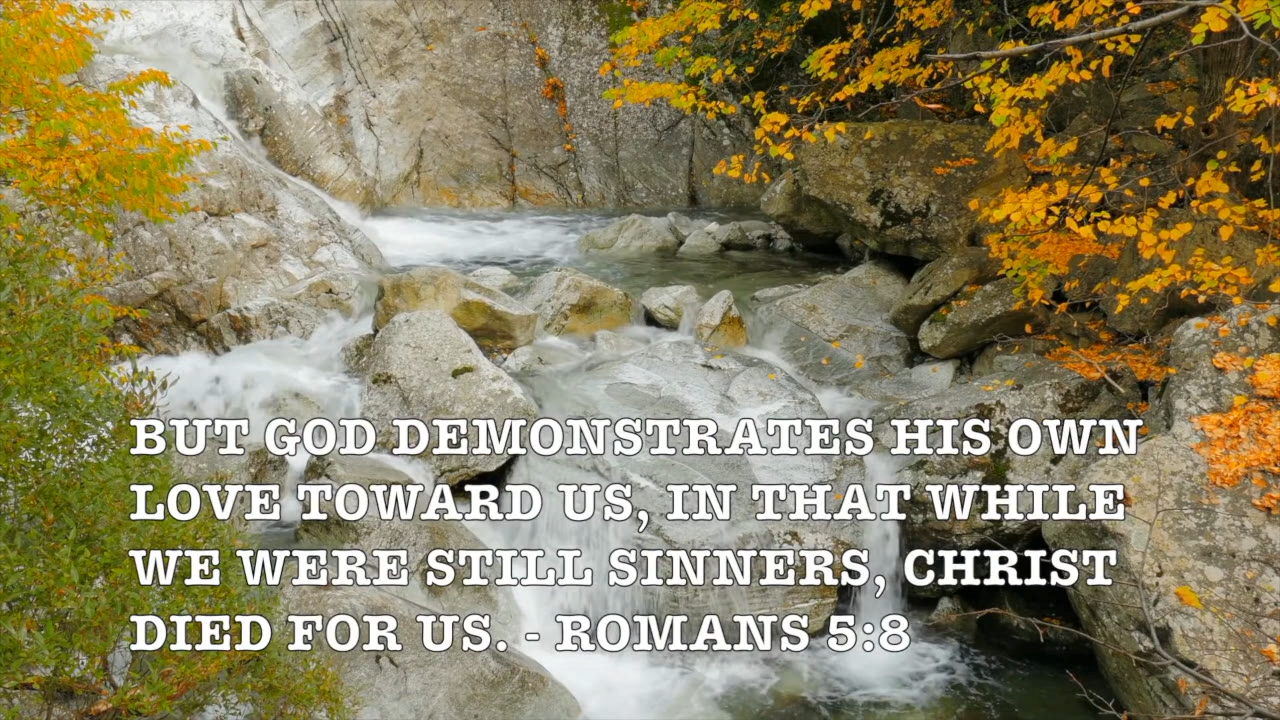 BUT GOD DEMONSTRATES HIS OWN
LOVE TOWARD US, IN THAT WHILE
WE WERE STILL SINNERS, CHRIST
DIED FOR US. - ROMANS 5:8